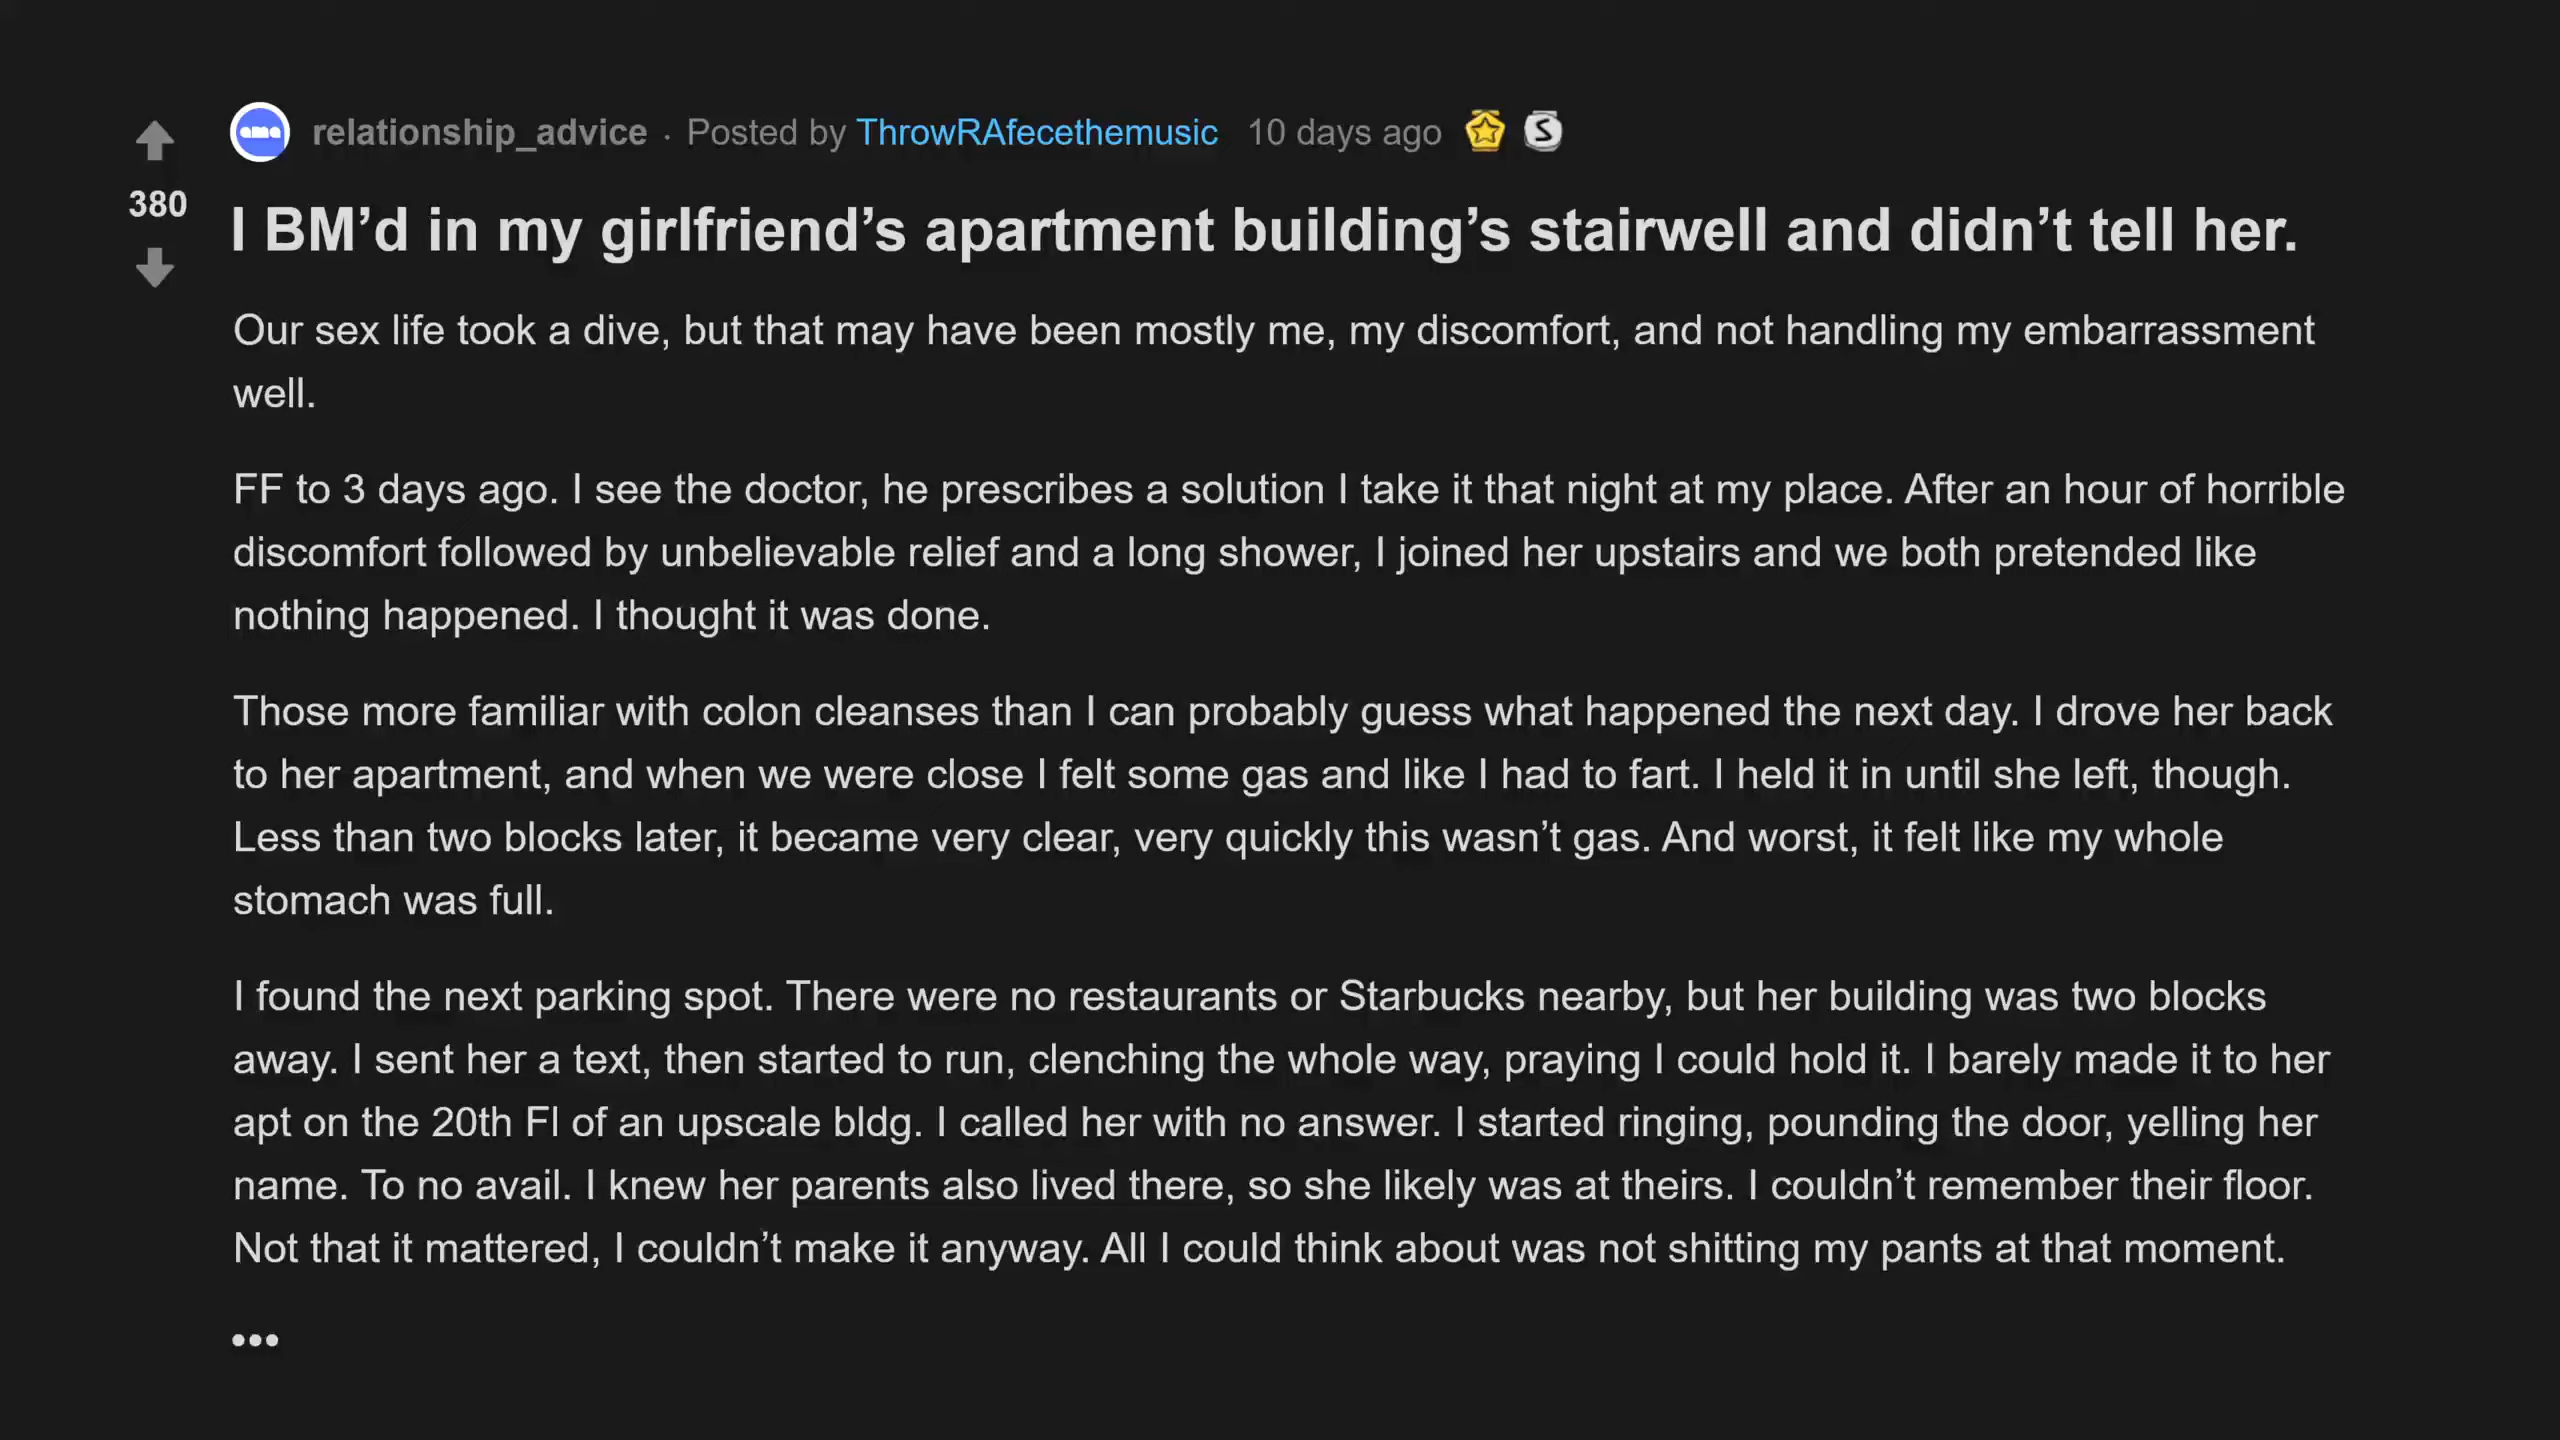 relationship_advice · Posted by ThrowRAfecethemusic 10 days ago
380
I BM’d in my girlfriend’s apartment building’s stairwell and didn’t tell her.
Our sex life took a dive, but that may have been mostly me, my discomfort, and not handling my embarrassment
well.
FF to 3 days ago. I see the doctor, he prescribes a solution I take it that night at my place. After an hour of horrible
discomfort followed by unbelievable relief and a long shower, I joined her upstairs and we both pretended like
nothing happened. I thought it was done.
Those more familiar with colon cleanses than I can probably guess what happened the next day. I drove her back
to her apartment, and when we were close I felt some gas and like I had to fart. I held it in until she left, though.
Less than two blocks later, it became very clear, very quickly this wasn’t gas. And worst, it felt like my whole
stomach was full.
I found the next parking spot. There were no restaurants or Starbucks nearby, but her building was two blocks
away. I sent her a text, then started to run, clenching the whole way, praying I could hold it. I barely made it to her
apt on the 20th Fl of an upscale bldg. I called her with no answer. I started ringing, pounding the door, yelling her
name. To no avail. I knew her parents also lived there, so she likely was at theirs. I couldn’t remember their floor.
Not that it mattered, I couldn’t make it anyway. All I could think about was not shitting my pants at that moment.
•••